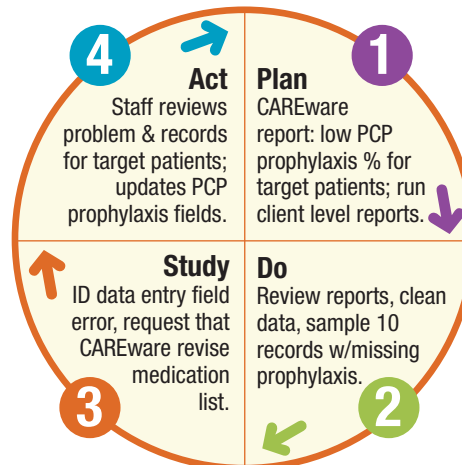 1
Plan
CAREware
report: low PCP
prophylaxis % for
target patients; run
client level reports.
2
Do
Review reports, clean
data, sample 10
records w/missing
prophylaxis.
3
Study
ID data entry field
error, request that
CAREware revise
medication
list.
4
Act
Staff reviews
problem & records
for target patients;
updates PCP
prophylaxis fields.